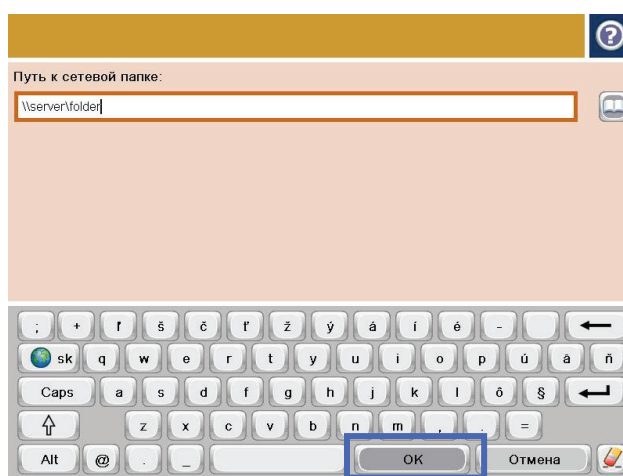 ?
Путь к сетевой папке:
\\server\folder
; + ľ š č ť ž ý á í é -
sk q w e r t y u i o p ú ä ň
Caps a s d f g h j k l ô §
z x c v b n m , . =
Alt @ . _ OK Отмена